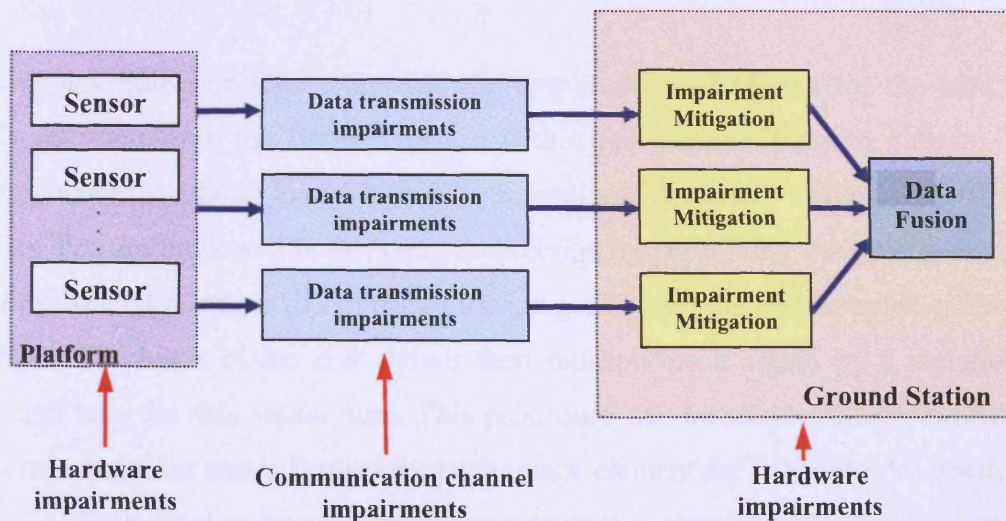 Sensor
Sensor
Sensor
Platform
Data transmission
impairments
Data transmission
impairments
Data transmission
impairments
Impairment
Mitigation
Impairment
Mitigation
Impairment
Mitigation
Data
Fusion
Ground Station
Hardware
impairments
Communication channel
impairments
Hardware
impairments